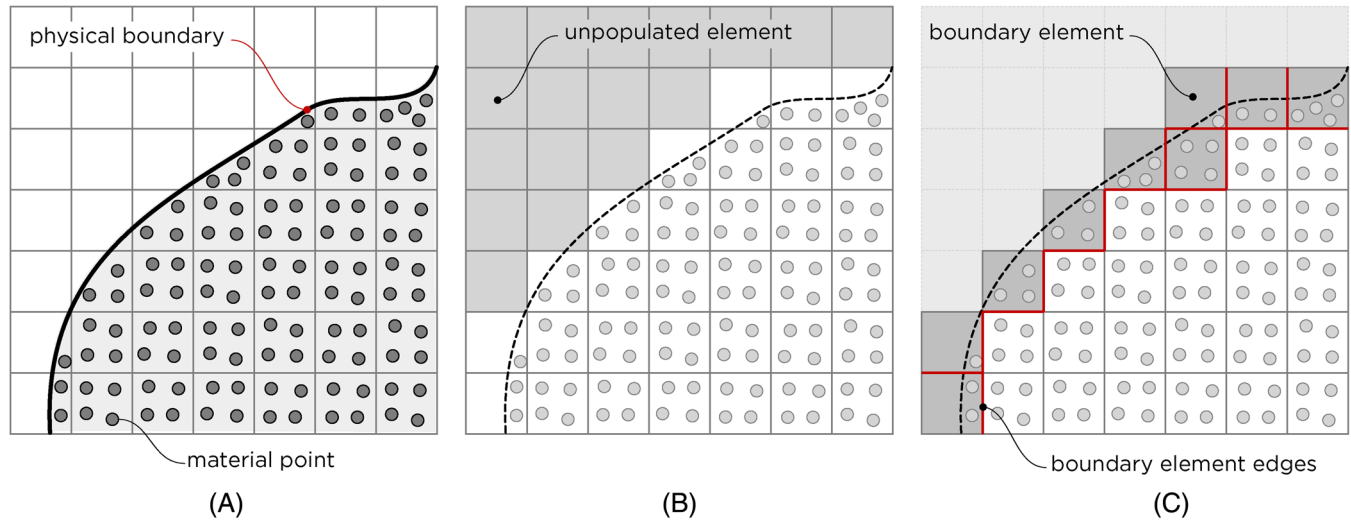 physical boundary
unpopulated element
boundary element
material point
boundary element edges
(A)
(B)
(C)